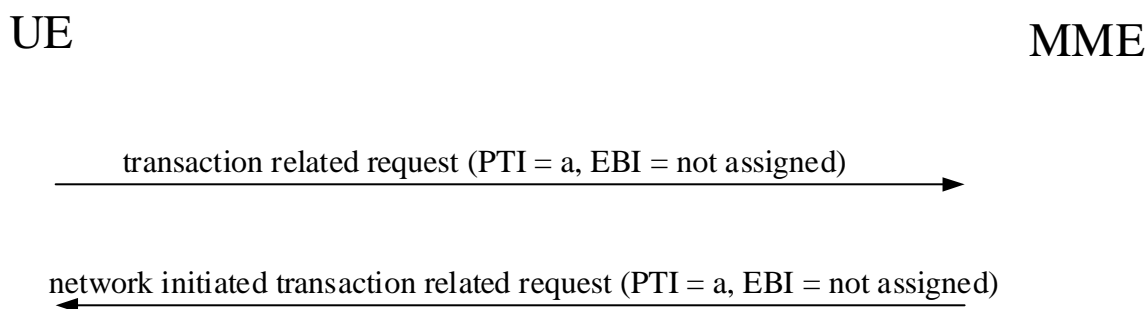 UE
MME
transaction related request (PTI = a, EBI = not assigned)
network initiated transaction related request (PTI = a, EBI = not assigned)